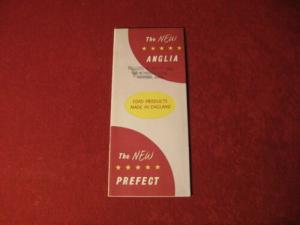 The NEW
ANGLIA
FORD PRODUCTS
MADE IN ENGLAND
The NEW
PREFECT